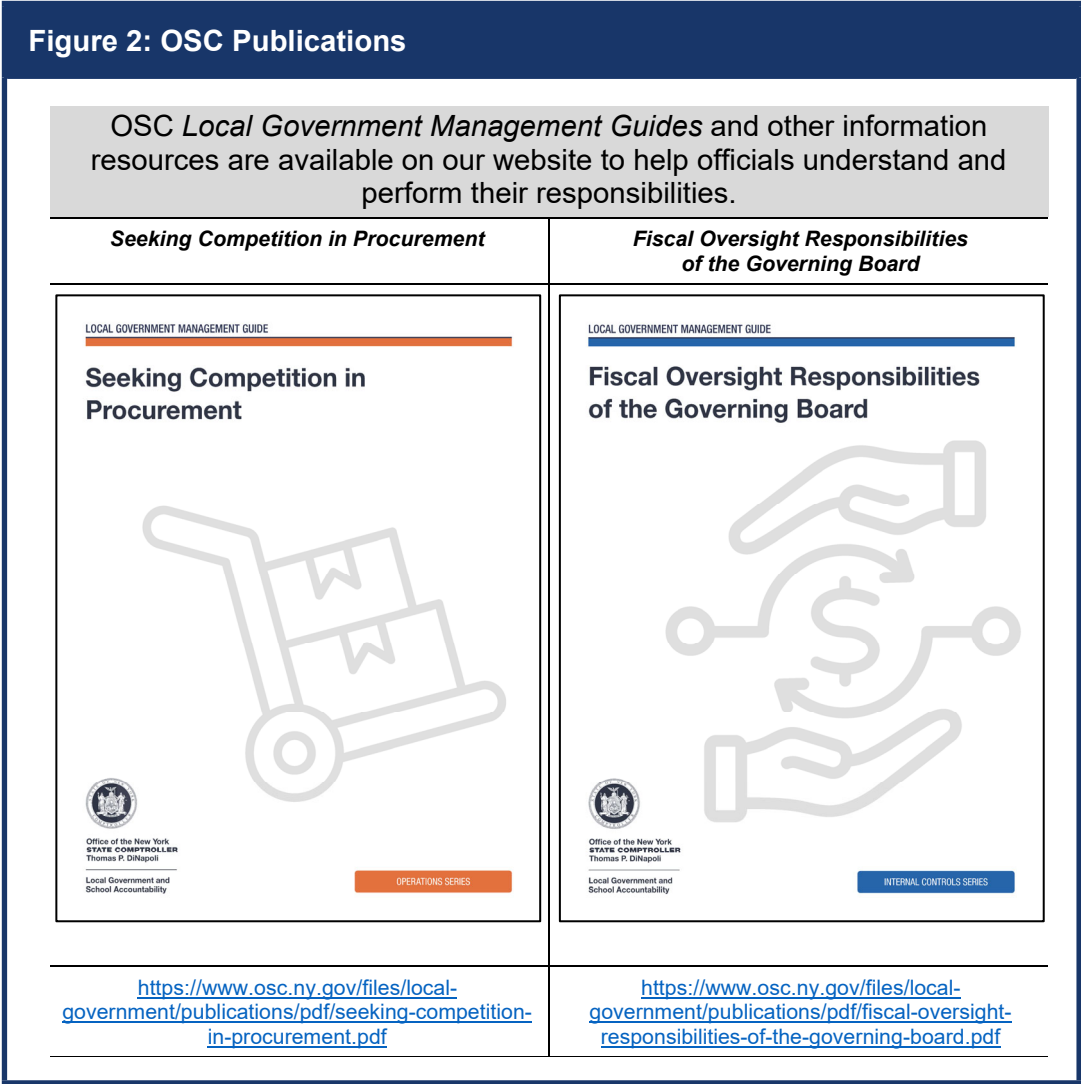 Figure 2: OSC Publications
OSC Local Government Management Guides and other information
resources are available on our website to help officials understand and
perform their responsibilities.
Seeking Competition in Procurement
Fiscal Oversight Responsibilities
of the Governing Board
LOCAL GOVERNMENT MANAGEMENT GUIDE
Seeking Competition in
Procurement
Office of the New York
STATE COMPTROLLER
Thomas P. DiNapoli
Local Government and
School Accountability
OPERATIONS SERIES
LOCAL GOVERNMENT MANAGEMENT GUIDE
Fiscal Oversight Responsibilities
of the Governing Board
$
Office of the New York
STATE COMPTROLLER
Thomas P. DiNapoli
Local Government and
School Accountability
INTERNAL CONTROLS SERIES
https://www.osc.ny.gov/files/local-
government/publications/pdf/seeking-competition-
in-procurement.pdf
https://www.osc.ny.gov/files/local-
government/publications/pdf/fiscal-oversight-
responsibilities-of-the-governing-board.pdf